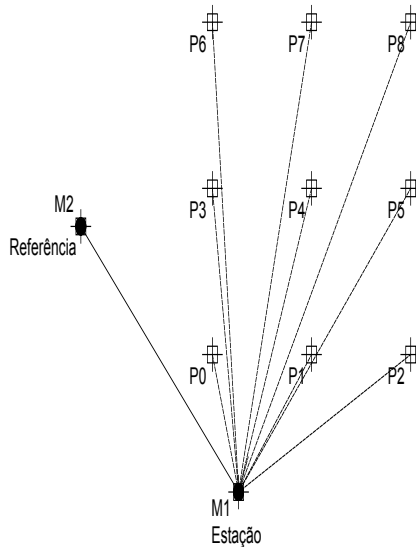 P6 P7 P8
M2
P3 P4 P5
Referência
P0 P1 P2
M1
Estação